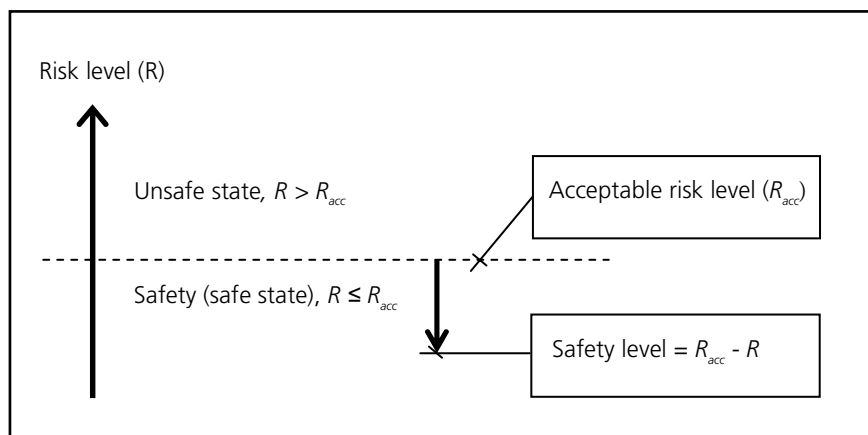 Risk level (R)
Unsafe state, R > Racc
Acceptable risk level (Racc)
Safety (safe state), R ≤ Racc
Safety level = Racc - R